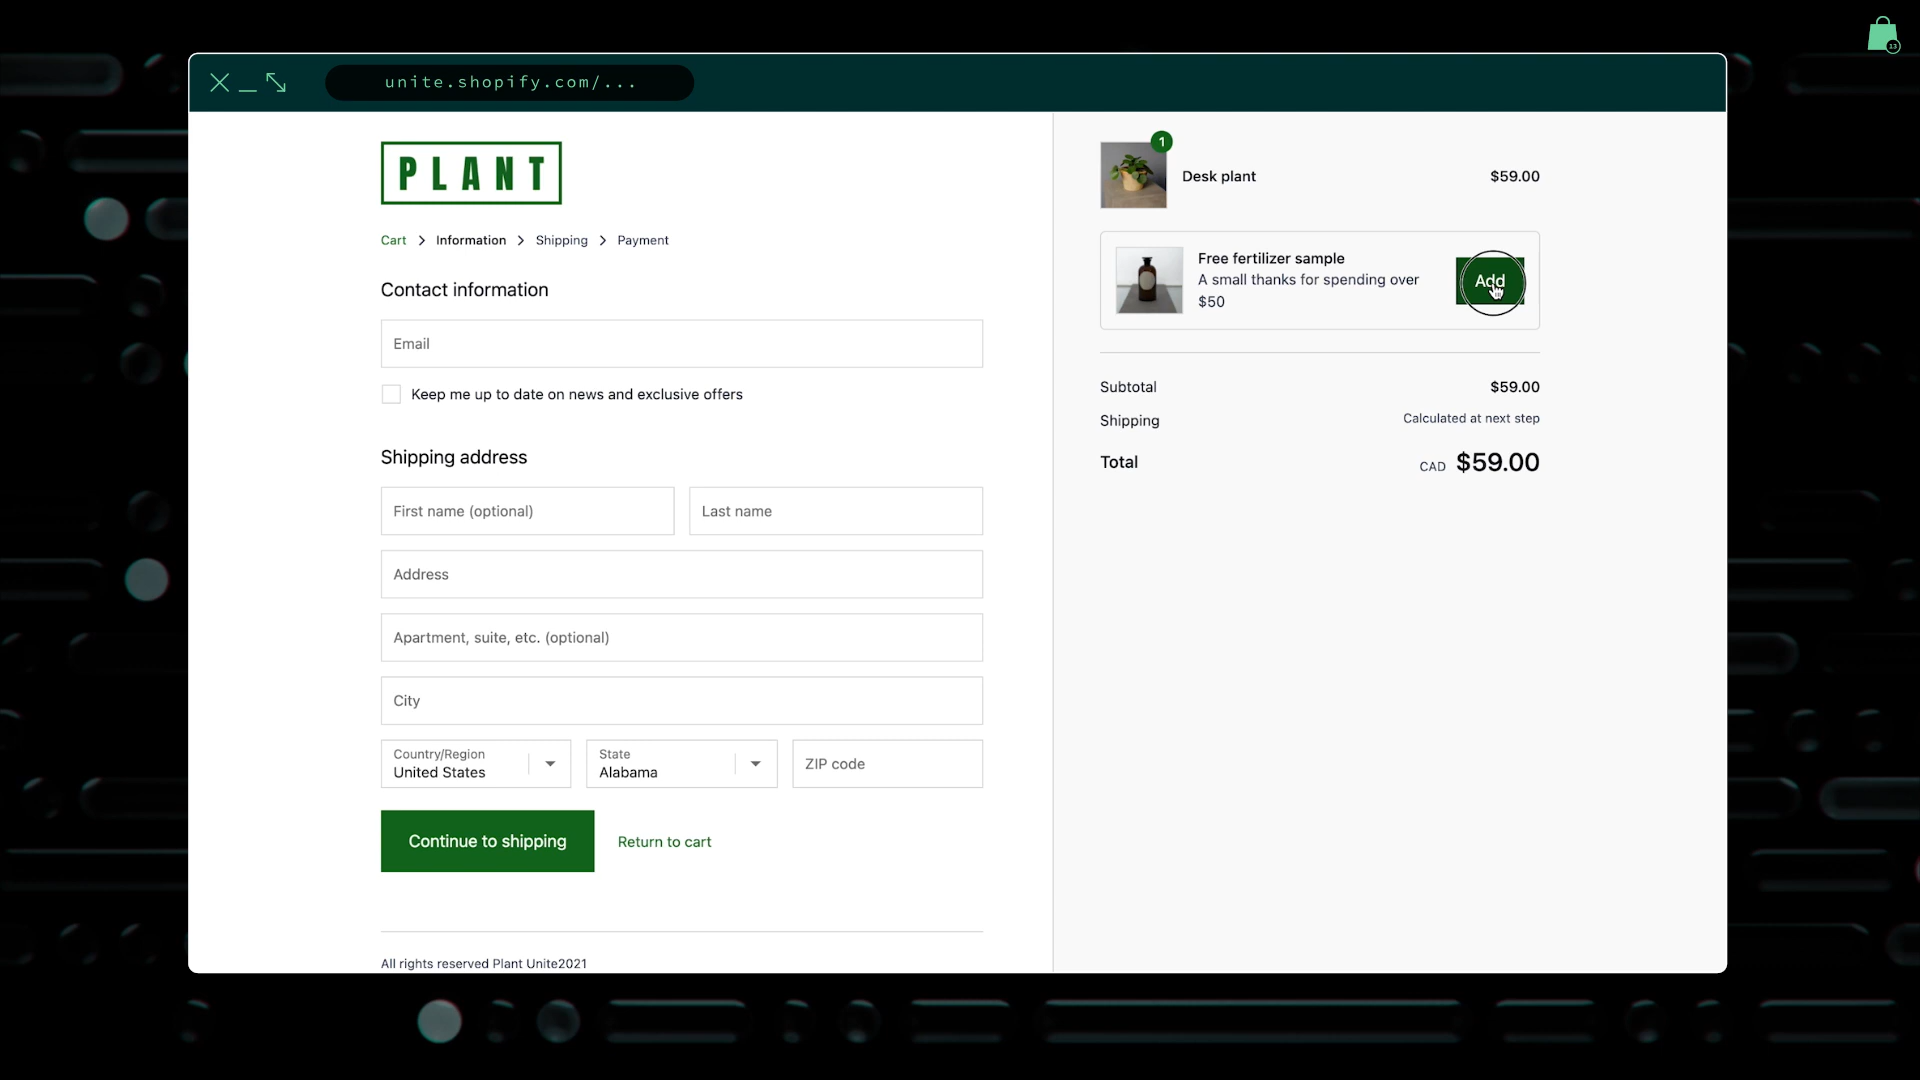 13
unite.shopify.com/...
PLANT
Cart > Information > Shipping > Payment
Contact information
Email
Keep me up to date on news and exclusive offers
Shipping address
First name (optional) Last name
Address
Apartment, suite, etc. (optional)
City
Country/Region State
United States Alabama ZIP code
Continue to shipping Return to cart
All rights reserved Plant Unite2021
1
Desk plant $59.00
Free fertilizer sample
A small thanks for spending over
$50
Add
Subtotal $59.00
Shipping Calculated at next step
Total CAD $59.00